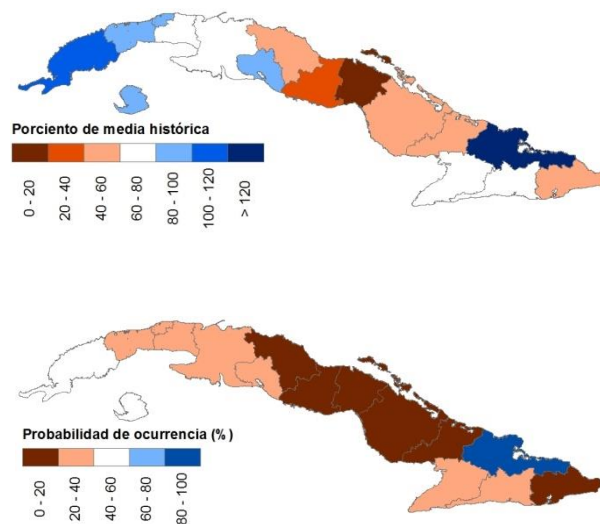 Porciento de media histórica
0 - 20
20 - 40
40 - 60
60 - 80
80 - 100
100 - 120
> 120
Probabilidad de ocurrencia (%)
0 - 20
20 - 40
40 - 60
60 - 80
80 - 100